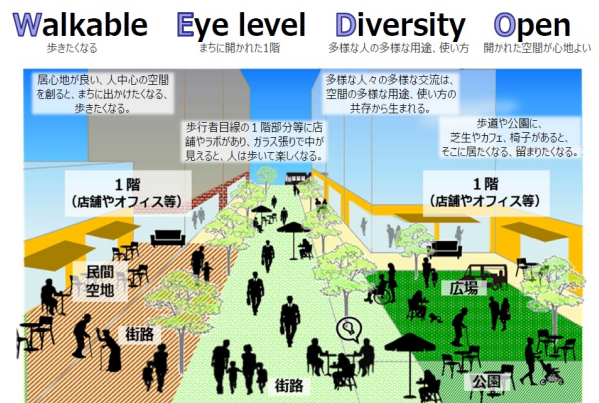 Walkable
歩きたくなる
Eye level
まちに開かれた1階
Diversity
多様な人の多様な用途、使い方
Open
開かれた空間が心地よい
居心地が良い、人中心の空間
を創ると、まちに出かけたくなる、
歩きたくなる。
歩行者目線の1階部分等に店
舗やラボがあり、ガラス張りで中が
見えると、人は歩いて楽しくなる。
多様な人々の多様な交流は、
空間の多様な用途、使い方の
共存から生まれる。
歩道や公園に、
芝生やカフェ、椅子があると、
そこに居たくなる、留まりたくなる。
1階
(店舗やオフィス等)
1階
(店舗やオフィス等)
民間
空地
広場
街路
街路
公園